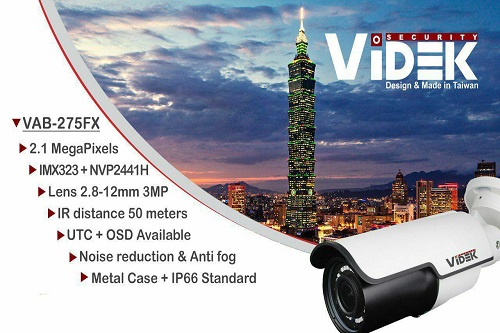 SECURITY
ViDEK
Design & Made in Taiwan
VAB-275FX
2.1 MegaPixels
IMX323 + NVP2441H
Lens 2.8-12mm 3MP
IR distance 50 meters
UTC + OSD Available
Noise reduction & Anti fog
Metal Case + IP66 Standard
ViDEK